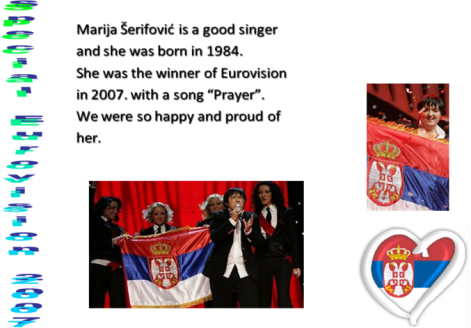 Eurovision 2007
Marija Šerifović is a good singer
and she was born in 1984.
She was the winner of Eurovision
in 2007. with a song “Prayer”.
We were so happy and proud of
her.